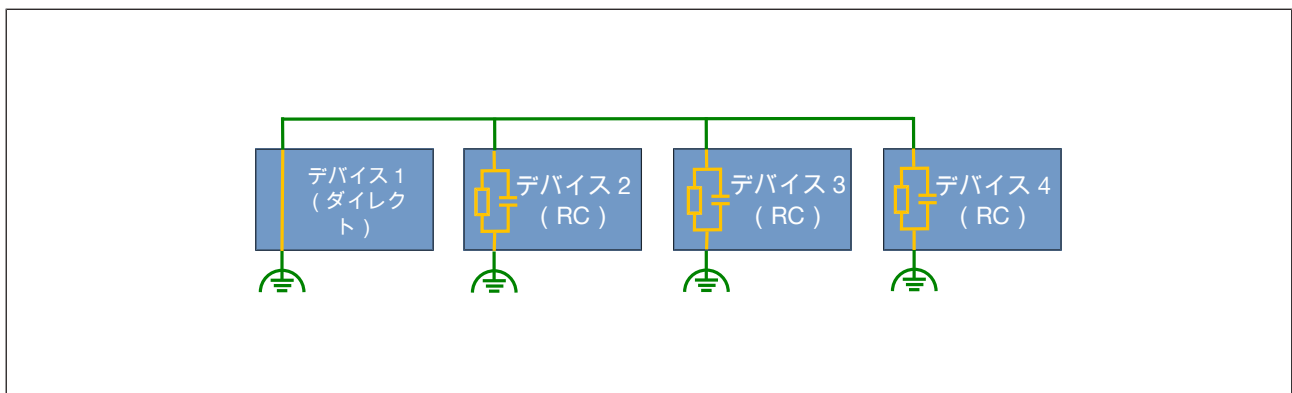 デバイス 1
( ダイレク
ト )
デバイス 2
( RC )
デバイス 3
( RC )
デバイス 4
( RC )